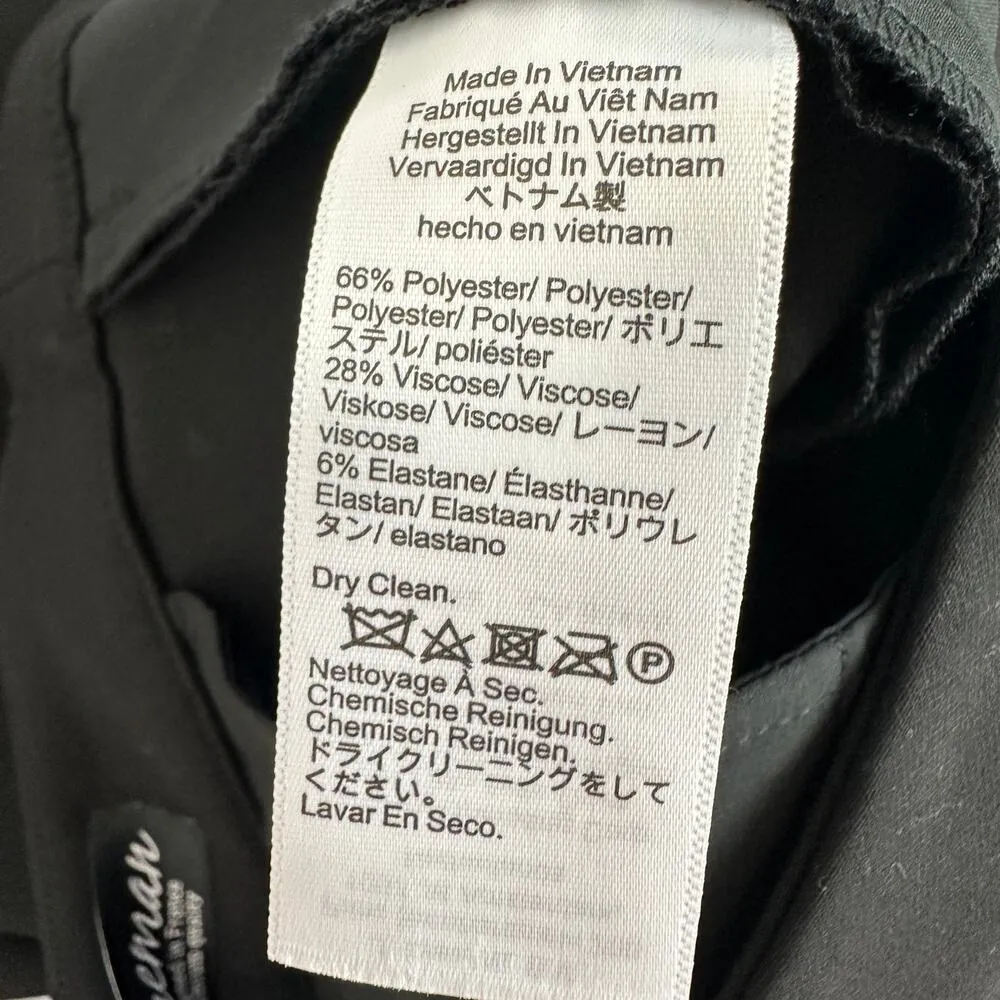 Made In Vietnam
Fabriqué Au Viêt Nam
Hergestellt In Vietnam
Vervaardigd In Vietnam
ベトナム製
hecho en vietnam
66% Polyester/ Polyester/
Polyester/ Polyester/ ポリエ
ステル/ poliéster
28% Viscose/ Viscose/
Viskose/ Viscose/ レーヨン/
viscosa
6% Elastane/ Élasthanne/
Elastan/ Elastaan/ ポリウレ
タン/ elastano
Dry Clean.
P
Nettoyage À Sec.
Chemische Reinigung.
Chemisch Reinigen.
ドライクリーニングをして
ください。
Lavar En Seco.
eman
in France
quality